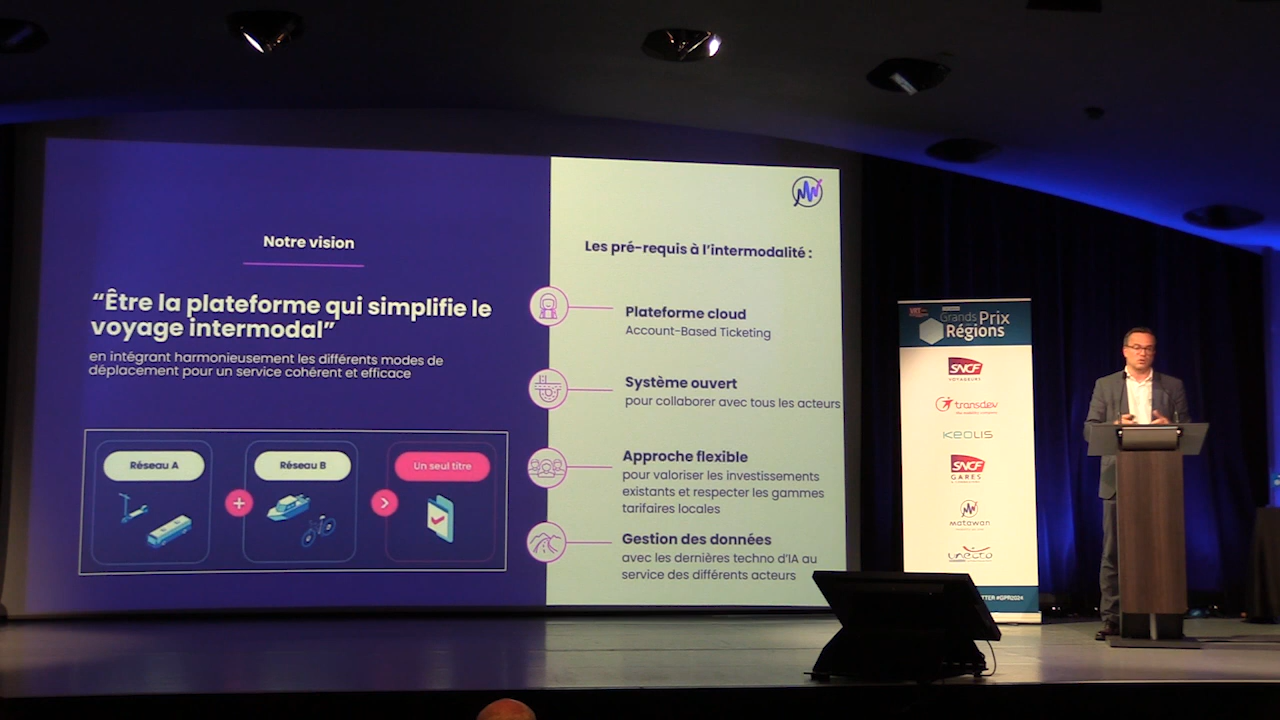 Notre vision
“Être la plateforme qui simplifie le
voyage intermodal”
en intégrant harmonieusement les différents modes de
déplacement pour un service cohérent et efficace
Réseau A
Réseau B
Un seul titre
Les pré-requis à l’intermodalité :
Plateforme cloud
Account-Based Ticketing
Système ouvert
pour collaborer avec tous les acteurs
Approche flexible
pour valoriser les investissements
existants et respecter les gammes
tarifaires locales
Gestion des données
avec les dernières techno d’IA au
service des différents acteurs
Grands Prix
Régions
SNCF
VOYAGEURS
transdev
KEOLIS
SNCF
GARES
matawan
TTER #GPR2024